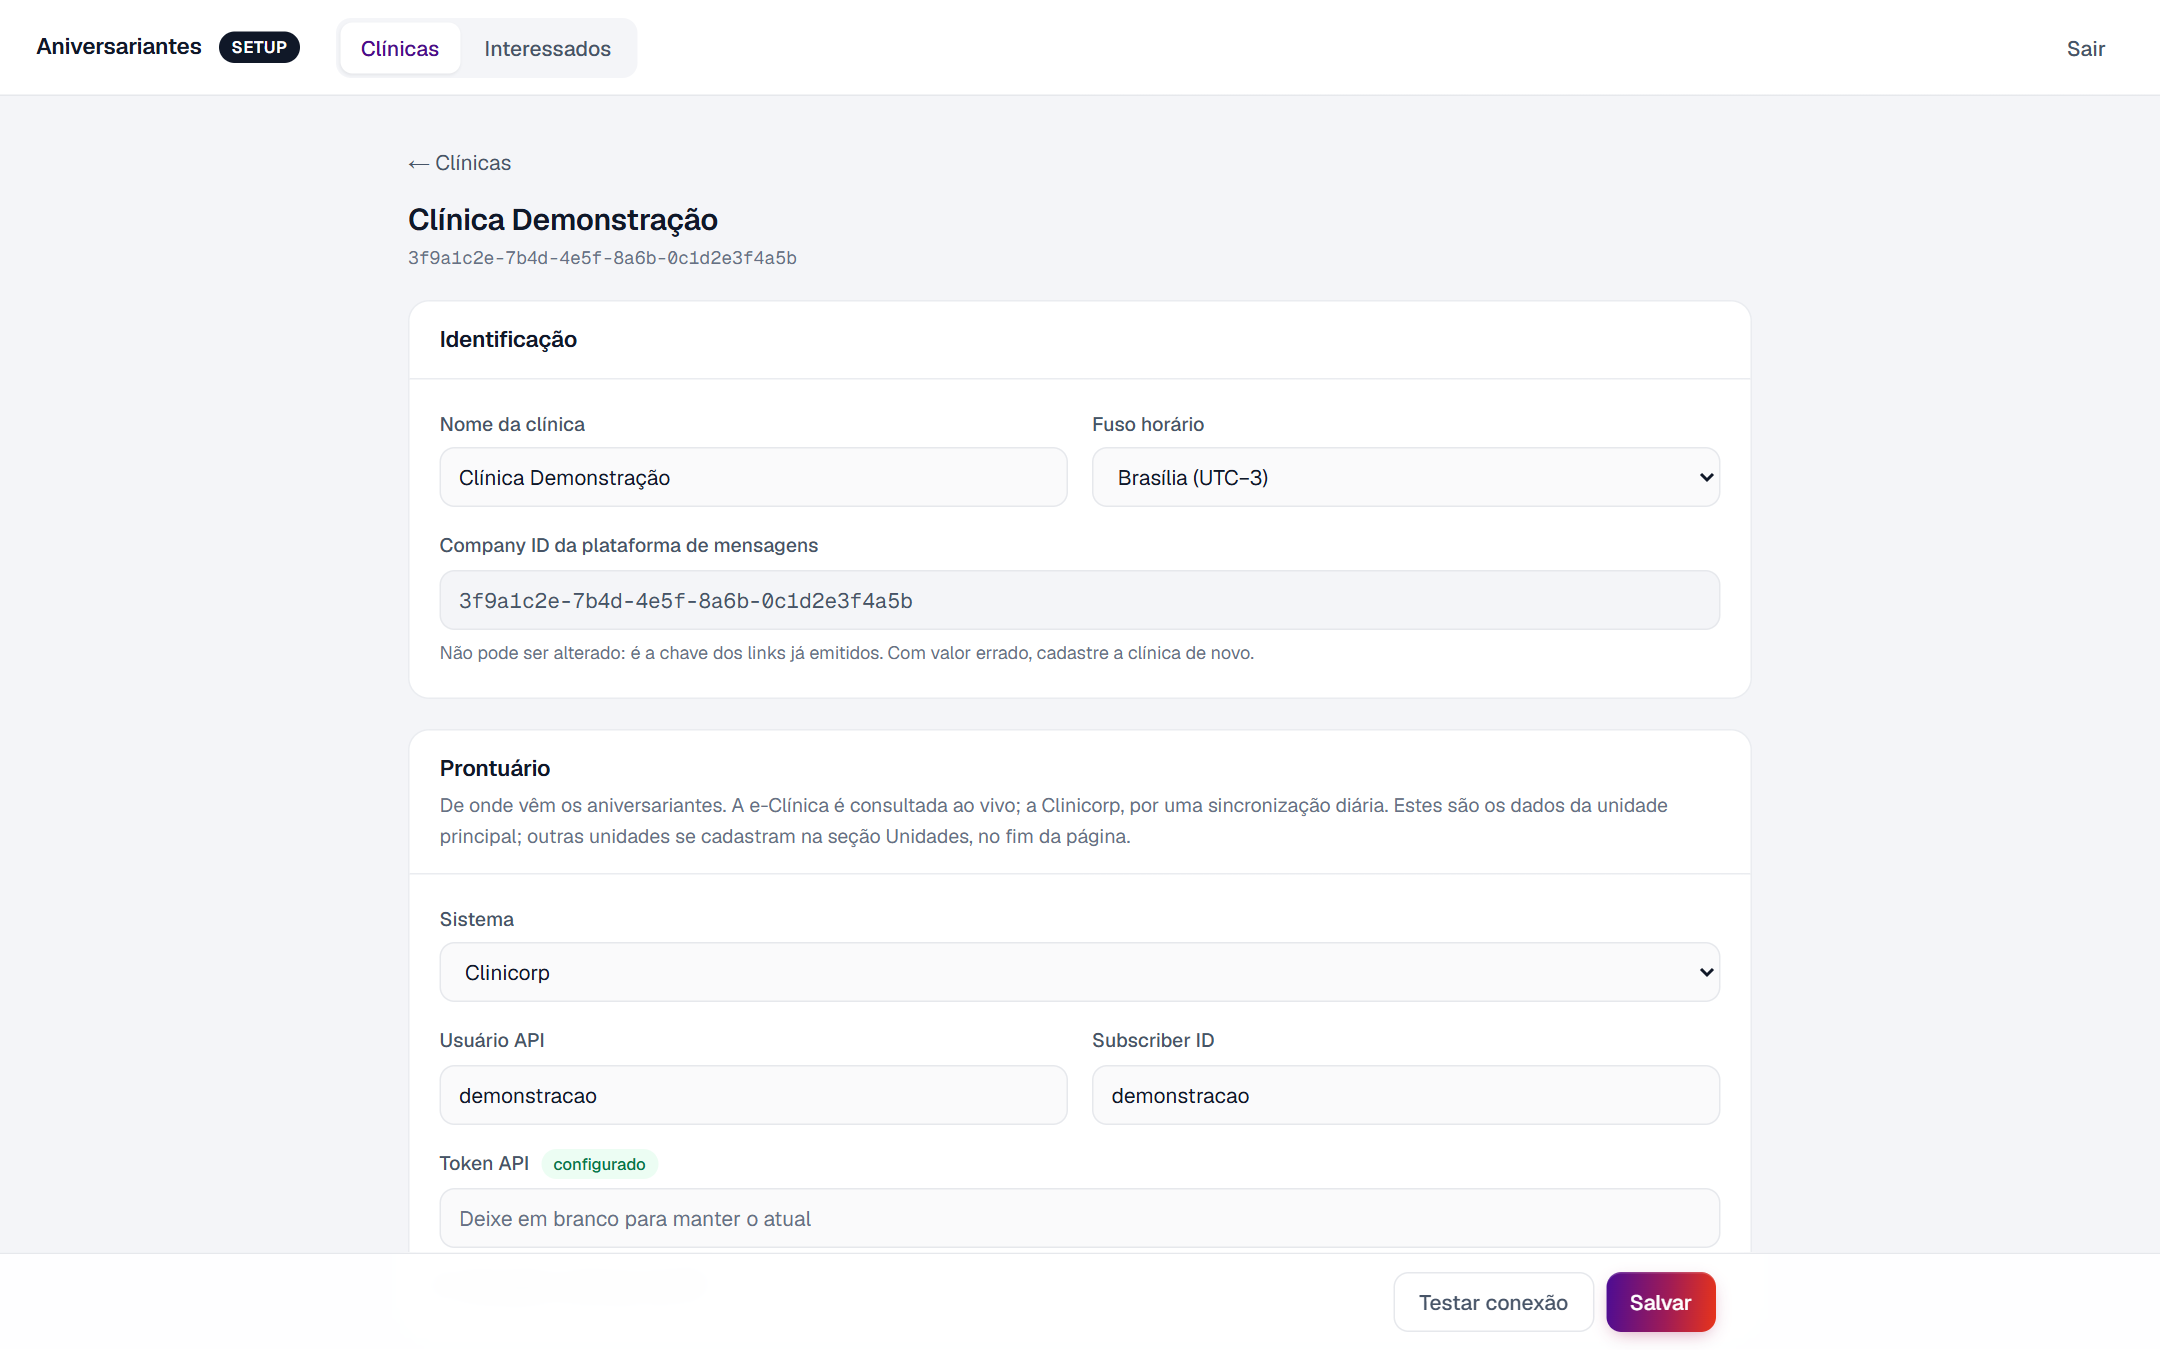 Aniversariantes SETUP Clínicas Interessados Sair
← Clínicas
Clínica Demonstração
3f9a1c2e-7b4d-4e5f-8a6b-0c1d2e3f4a5b
Identificação
Nome da clínica Fuso horário
Clínica Demonstração Brasília (UTC−3)
Company ID da plataforma de mensagens
3f9a1c2e-7b4d-4e5f-8a6b-0c1d2e3f4a5b
Não pode ser alterado: é a chave dos links já emitidos. Com valor errado, cadastre a clínica de novo.
Prontuário
De onde vêm os aniversariantes. A e-Clínica é consultada ao vivo; a Clinicorp, por uma sincronização diária. Estes são os dados da unidade
principal; outras unidades se cadastram na seção Unidades, no fim da página.
Sistema
Clinicorp
Usuário API Subscriber ID
demonstracao demonstracao
Token API configurado
Deixe em branco para manter o atual
Testar conexão Salvar